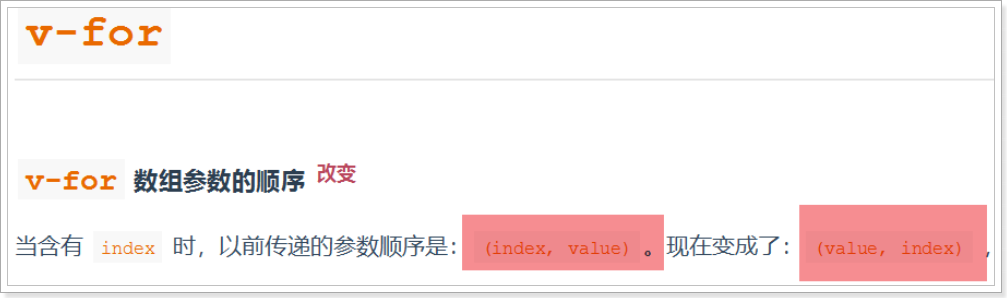 v-for
v-for 数组参数的顺序 改变
当含有 index 时，以前传递的参数顺序是：(index, value) 。现在变成了：(value, index) ，